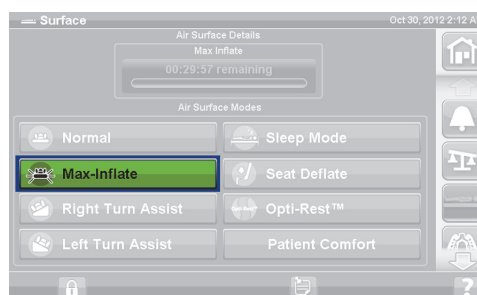 Surface
Oct 30, 2012 2:12 A
Air Surface Details
Max Inflate
00:29:57 remaining
Air Surface Modes
Normal
Sleep Mode
Max-Inflate
Seat Deflate
Right Turn Assist
Opti-Rest™
Left Turn Assist
Patient Comfort
?